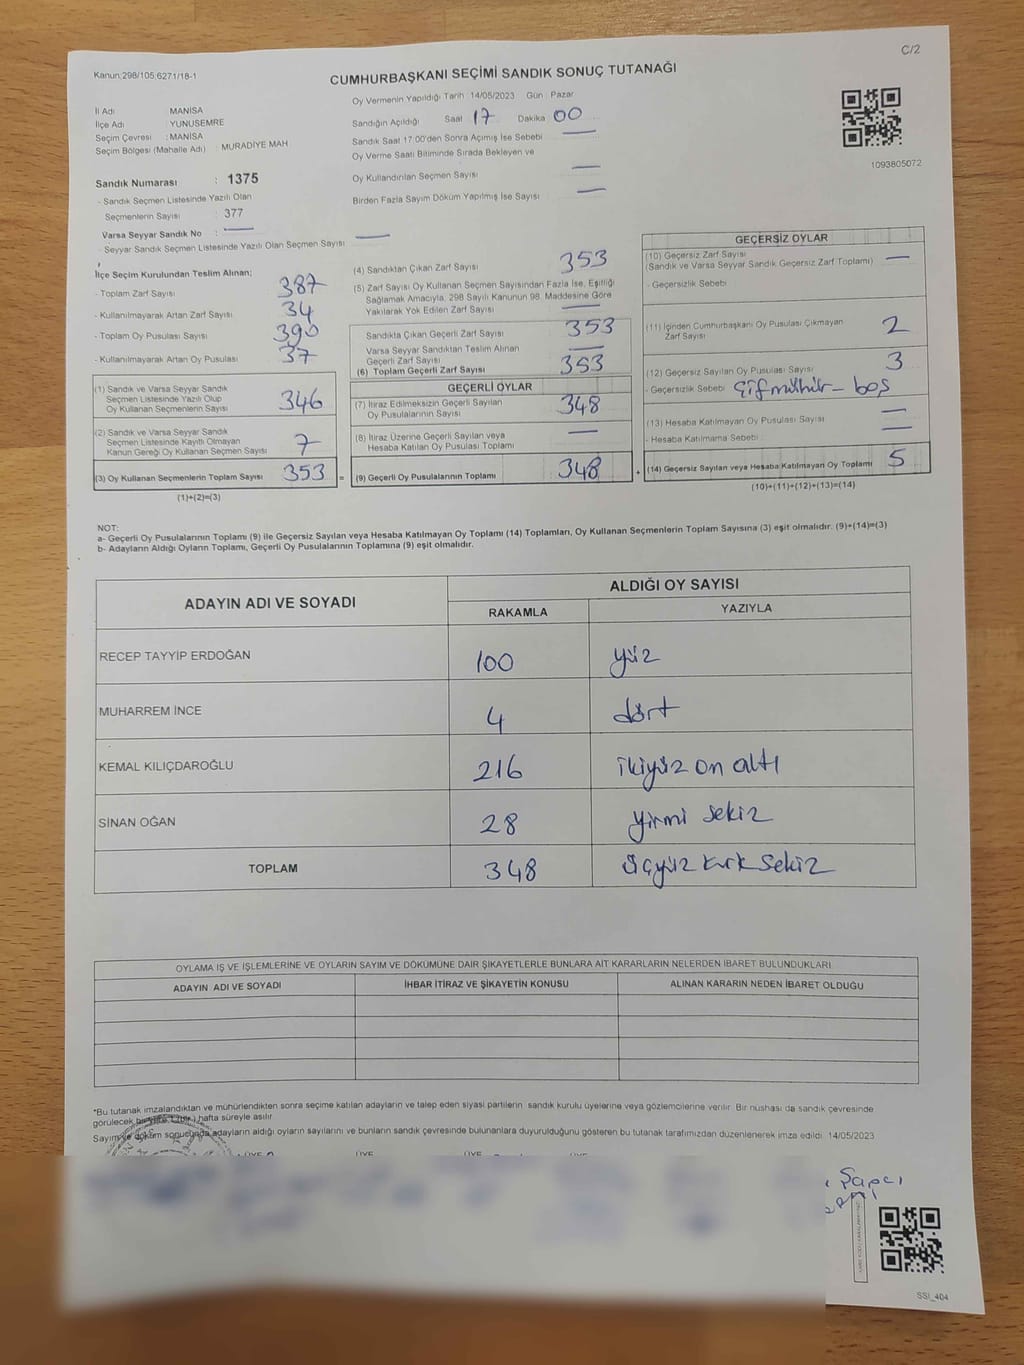 C/2
Kanun:298/105,6271/18-1
CUMHURBAŞKANI SEÇİMİ SANDIK SONUÇ TUTANAĞI
İl Adı : MANİSA
İlçe Adı : YUNUSEMRE
Seçim Çevresi : MANİSA
Seçim Bölgesi (Mahalle Adı) : MURADİYE MAH.
Sandık Numarası : 1375
- Sandık Seçmen Listesinde Yazılı Olan
Seçmenlerin Sayısı : 377
Varsa Seyyar Sandık No : —
- Seyyar Sandık Seçmen Listesinde Yazılı Olan Seçmen Sayısı : —
Oy Vermenin Yapıldığı Tarih : 14/05/2023 Gün : Pazar
Sandığın Açıldığı Saat 17 Dakika 00
Sandık Saat 17:00'den Sonra Açılmış İse Sebebi —
Oy Verme Saati Bitiminde Sırada Bekleyen ve
Oy Kullandırılan Seçmen Sayısı —
Birden Fazla Sayım Döküm Yapılmış İse Sayısı —
1093805072
İlçe Seçim Kurulundan Teslim Alınan;
- Toplam Zarf Sayısı 387
- Kullanılmayarak Artan Zarf Sayısı 34
- Toplam Oy Pusulası Sayısı 390
- Kullanılmayarak Artan Oy Pusulası 37
(1) Sandık ve Varsa Seyyar Sandık
Seçmen Listesinde Yazılı Olup
Oy Kullanan Seçmenlerin Sayısı 346
(2) Sandık ve Varsa Seyyar Sandık
Seçmen Listesinde Kayıtlı Olmayan
Kanun Gereği Oy Kullanan Seçmen Sayısı 7
(3) Oy Kullanan Seçmenlerin Toplam Sayısı 353 =
(1)+(2)=(3)
(4) Sandıktan Çıkan Zarf Sayısı 353
(5) Zarf Sayısı Oy Kullanan Seçmen Sayısından Fazla İse, Eşitliği
Sağlamak Amacıyla, 298 Sayılı Kanunun 98. Maddesine Göre
Yakılarak Yok Edilen Zarf Sayısı —
Sandıkta Çıkan Geçerli Zarf Sayısı 353
Varsa Seyyar Sandıktan Teslim Alınan
Geçerli Zarf Sayısı —
(6) Toplam Geçerli Zarf Sayısı 353
GEÇERLİ OYLAR
(7) İtiraz Edilmeksizin Geçerli Sayılan
Oy Pusulalarının Sayısı 348
(8) İtiraz Üzerine Geçerli Sayılan veya
Hesaba Katılan Oy Pusulası Toplamı —
(9) Geçerli Oy Pusulalarının Toplamı 348 +
GEÇERSİZ OYLAR
(10) Geçersiz Zarf Sayısı
(Sandık ve Varsa Seyyar Sandık Geçersiz Zarf Toplamı) —
- Geçersizlik Sebebi
(11) İçinden Cumhurbaşkanı Oy Pusulası Çıkmayan
Zarf Sayısı 2
(12) Geçersiz Sayılan Oy Pusulası Sayısı 3
- Geçersizlik Sebebi çifmühür - boş
(13) Hesaba Katılmayan Oy Pusulası Sayısı —
- Hesaba Katılmama Sebebi : —
(14) Geçersiz Sayılan veya Hesaba Katılmayan Oy Toplamı 5
(10)+(11)+(12)+(13)=(14)
NOT:
a- Geçerli Oy Pusulalarının Toplamı (9) ile Geçersiz Sayılan veya Hesaba Katılmayan Oy Toplamı (14) Toplamları, Oy Kullanan Seçmenlerin Toplam Sayısına (3) eşit olmalıdır. (9)+(14)=(3)
b- Adayların Aldığı Oyların Toplamı, Geçerli Oy Pusulalarının Toplamına (9) eşit olmalıdır.
ADAYIN ADI VE SOYADI ALDIĞI OY SAYISI
RAKAMLA YAZIYLA
RECEP TAYYİP ERDOĞAN 100 yüz
MUHARREM İNCE 4 dört
KEMAL KILIÇDAROĞLU 216 ikiyüz on altı
SİNAN OĞAN 28 yirmi sekiz
TOPLAM 348 üçyüz kırk sekiz
OYLAMA İŞ VE İŞLEMLERİNE VE OYLARIN SAYIM VE DÖKÜMÜNE DAİR ŞİKAYETLERLE BUNLARA AİT KARARLARIN NELERDEN İBARET BULUNDUKLARI
ADAYIN ADI VE SOYADI İHBAR İTİRAZ VE ŞİKAYETİN KONUSU ALINAN KARARIN NEDEN İBARET OLDUĞU
*Bu tutanak imzalandıktan ve mühürlendikten sonra seçime katılan adayların ve talep eden siyasi partilerin sandık kurulu üyelerine veya gözlemcilerine verilir. Bir nüshası da sandık çevresinde
görülecek bir yere (bir) hafta süreyle asılır.
Sayım ve döküm sonucunda adayların aldığı oyların sayılarını ve bunların sandık çevresinde bulunanlara duyurulduğunu gösteren bu tutanak tarafımızdan düzenlenerek imza edildi. 14/05/2023
ÜYE ÜYE ÜYE ÜYE
Şapcı
SSI_404